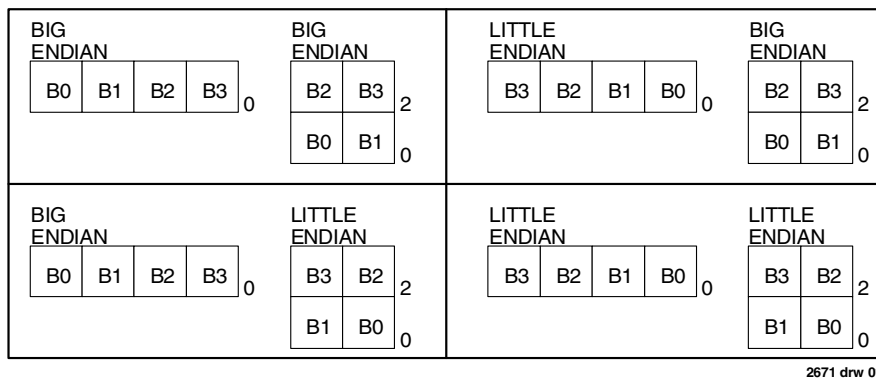 BIG
ENDIAN
B0 B1 B2 B3 0
BIG
ENDIAN
B2 B3 2
B0 B1 0
LITTLE
ENDIAN
B3 B2 B1 B0 0
BIG
ENDIAN
B2 B3 2
B0 B1 0
BIG
ENDIAN
B0 B1 B2 B3 0
LITTLE
ENDIAN
B3 B2 2
B1 B0 0
LITTLE
ENDIAN
B3 B2 B1 B0 0
LITTLE
ENDIAN
B3 B2 2
B1 B0 0
2671 drw 0